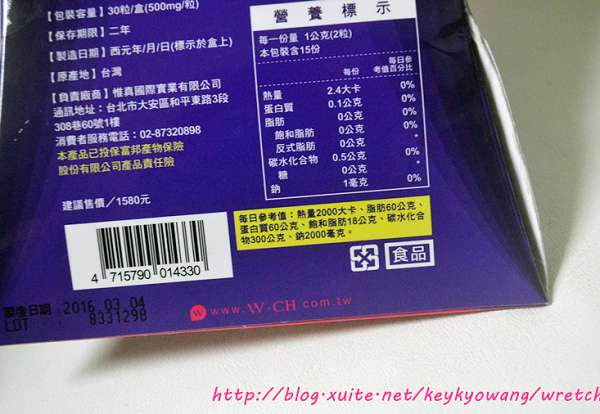 【包裝容量】30粒/盒(500mg/粒)
【保存期限】二年
【製造日期】西元年/月/日(標示於盒上)
【原產地】台灣
【負責廠商】惟真國際實業有限公司
通訊地址：台北市大安區和平東路3段
308巷60號1樓
消費者服務電話：02-87320898
本產品已投保富邦產物保險
股份有限公司產品責任險
建議售價／1580元
4 715790 014330
製造日期 2016 03 04
LOT 8331298
營養標示
每一份量 1公克(2粒)
本包裝含15份
每份 每日參考值百分比
熱量 2.4大卡 0%
蛋白質 0.1公克 0%
脂肪 0公克 0%
飽和脂肪 0公克 0%
反式脂肪 0公克 *
碳水化合物 0.5公克 0%
糖 0公克 *
鈉 1毫克 0%
每日參考值：熱量2000大卡、脂肪60公克、
蛋白質60公克、飽和脂肪18公克、碳水化合
物300公克、鈉2000毫克。
食品
www.W-CH.com.tw
http://blog.xuite.net/keykyowang/wretch